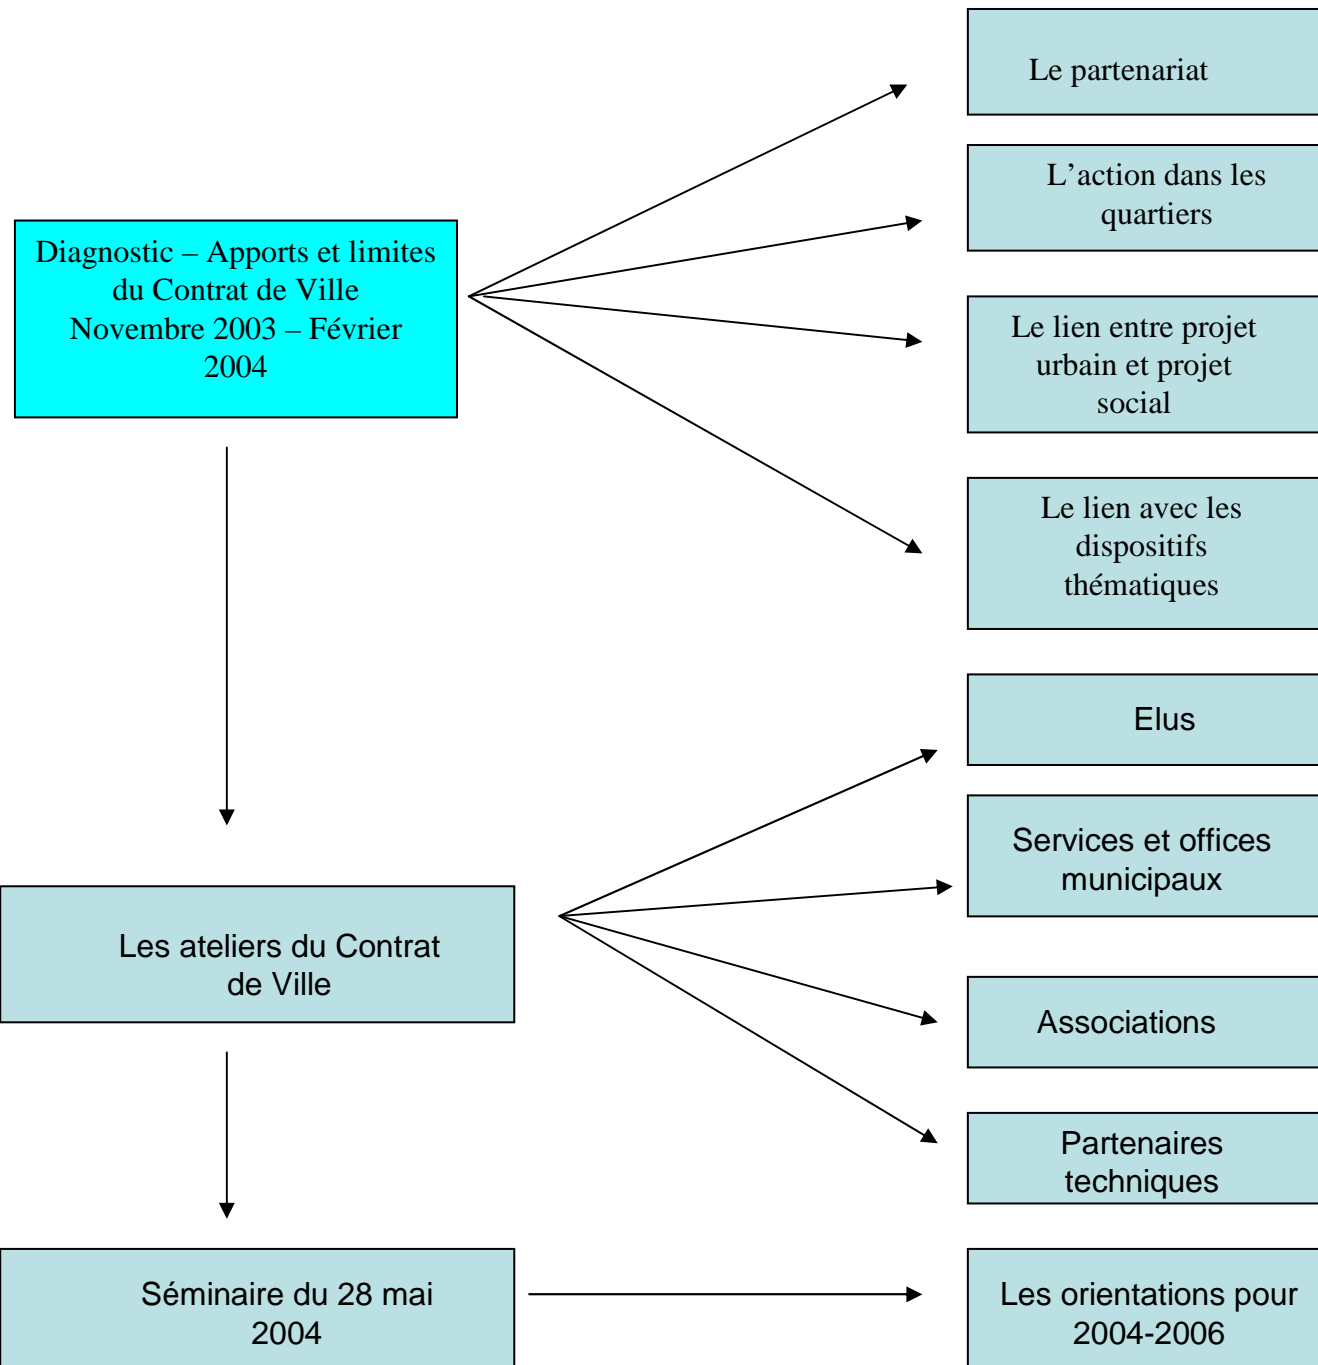 Le partenariat
L’action dans les
quartiers
Diagnostic – Apports et limites
du Contrat de Ville
Novembre 2003 – Février
2004
Le lien entre projet
urbain et projet
social
Le lien avec les
dispositifs
thématiques
Elus
Services et offices
municipaux
Les ateliers du Contrat
de Ville
Associations
Partenaires
techniques
Séminaire du 28 mai
2004
Les orientations pour
2004-2006